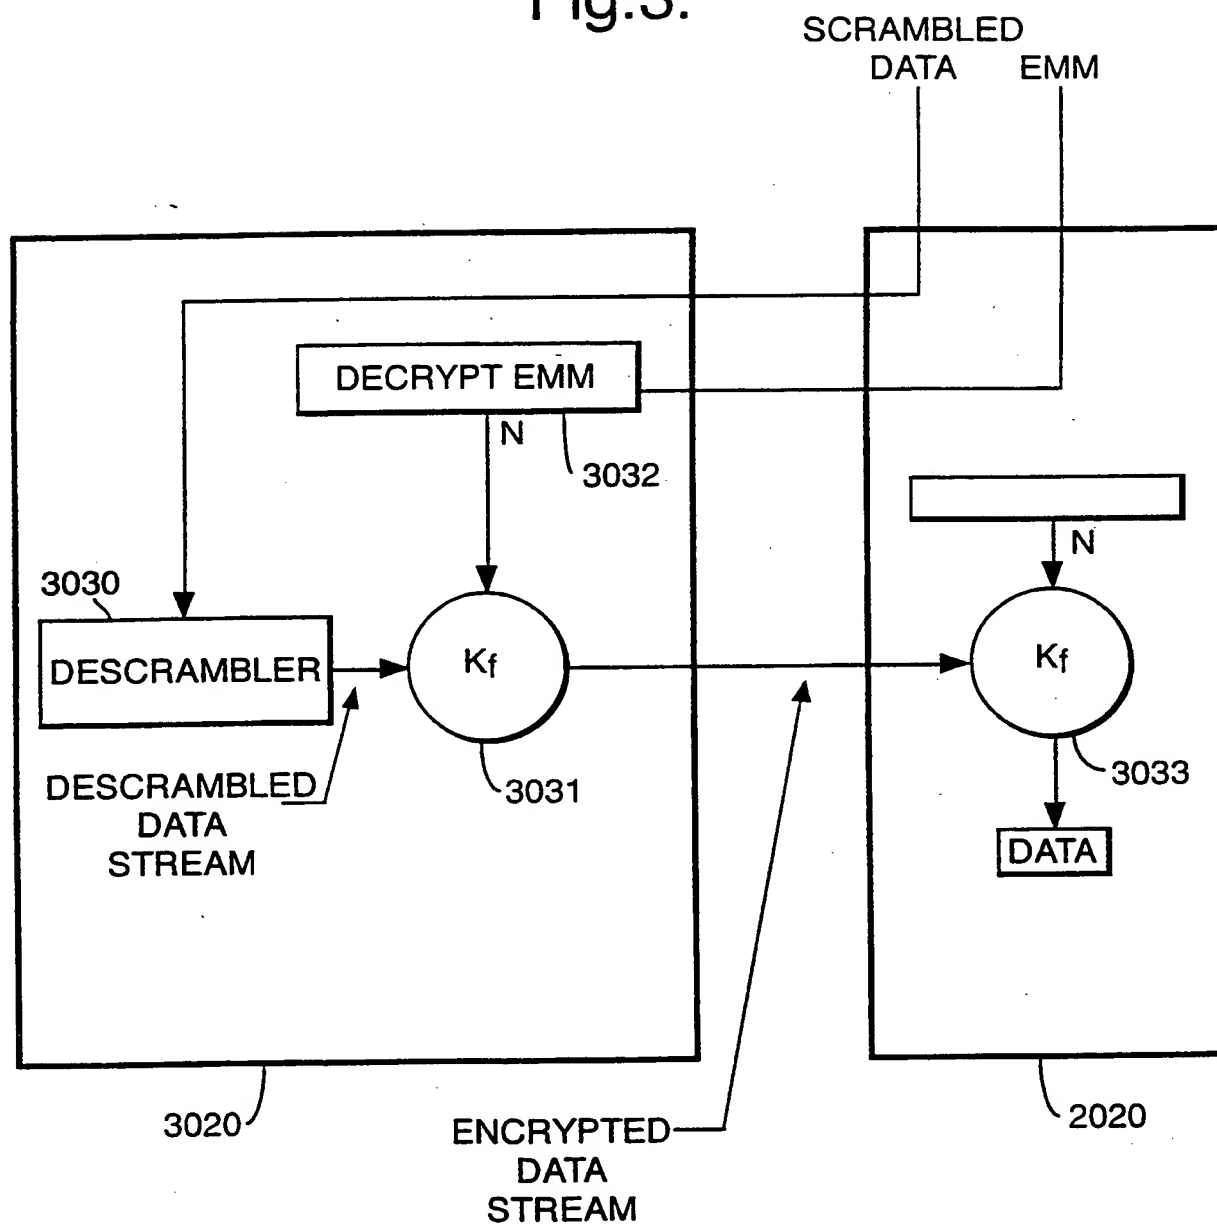 Fig.3.
SCRAMBLED
DATA EMM
DECRYPT EMM
N
3032
N
3030
DESCRAMBLER
Kf
Kf
3031
3033
DESCRAMBLED
DATA
STREAM
DATA
3020
2020
ENCRYPTED
DATA
STREAM